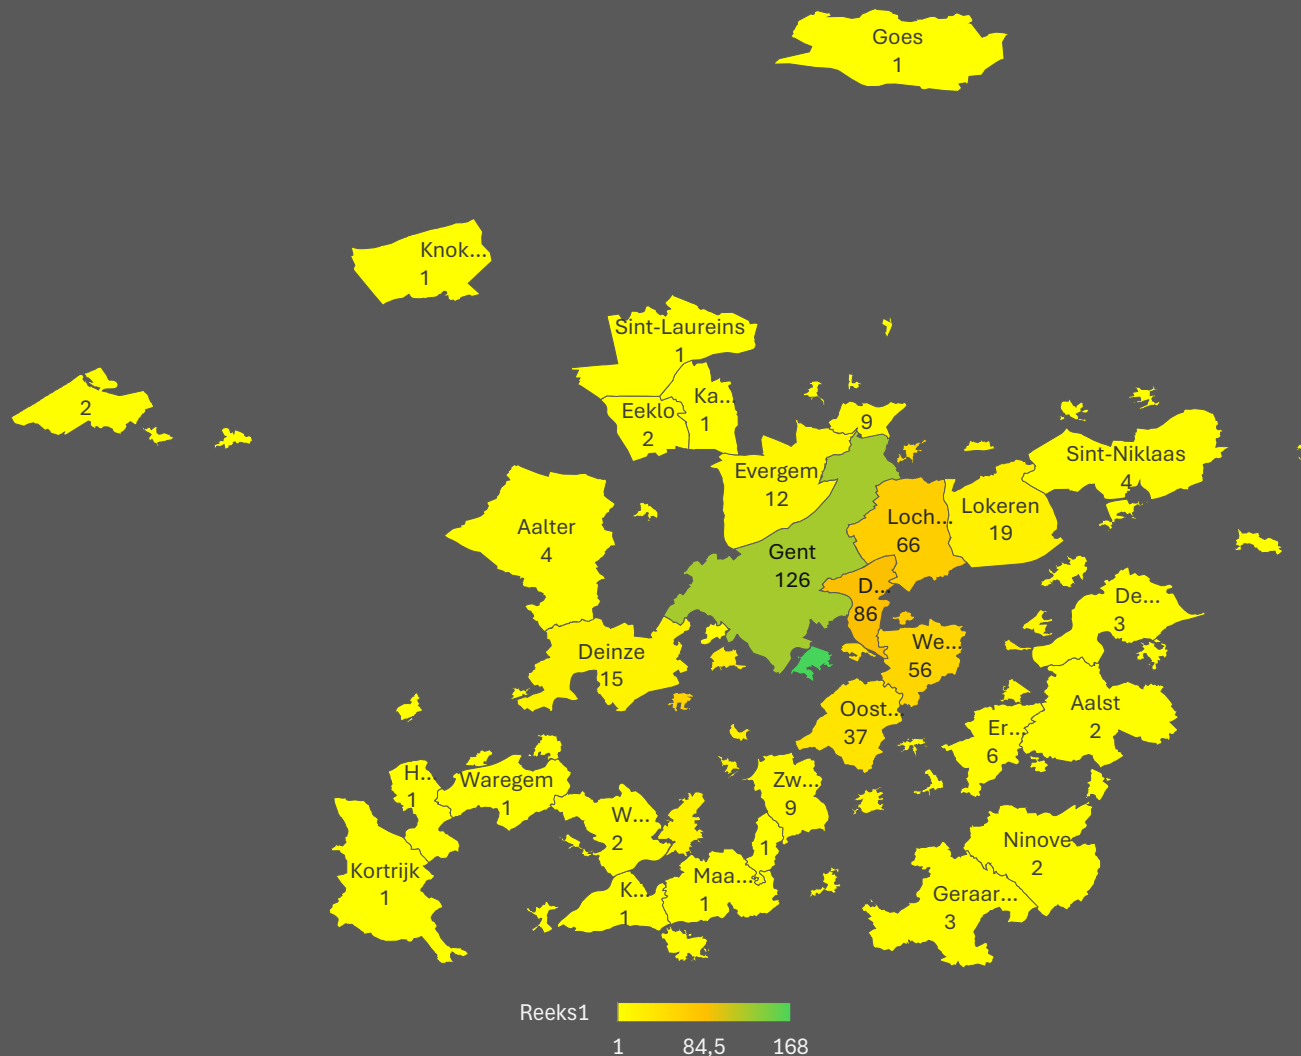 Goes
1
Knok...
1
Sint-Laureins
1
2
Eeklo
2
Ka...
1
9
Evergem
12
Sint-Niklaas
4
Aalter
4
Loch...
66
Lokeren
19
Gent
126
D...
86
De...
3
Deinze
15
We...
56
Oost...
37
Aalst
2
Er...
6
H...
1
Waregem
1
W...
2
Zw...
9
1
Ninove
2
Kortrijk
1
K...
1
Maa...
1
Geraar...
3
Reeks1
1 84,5 168